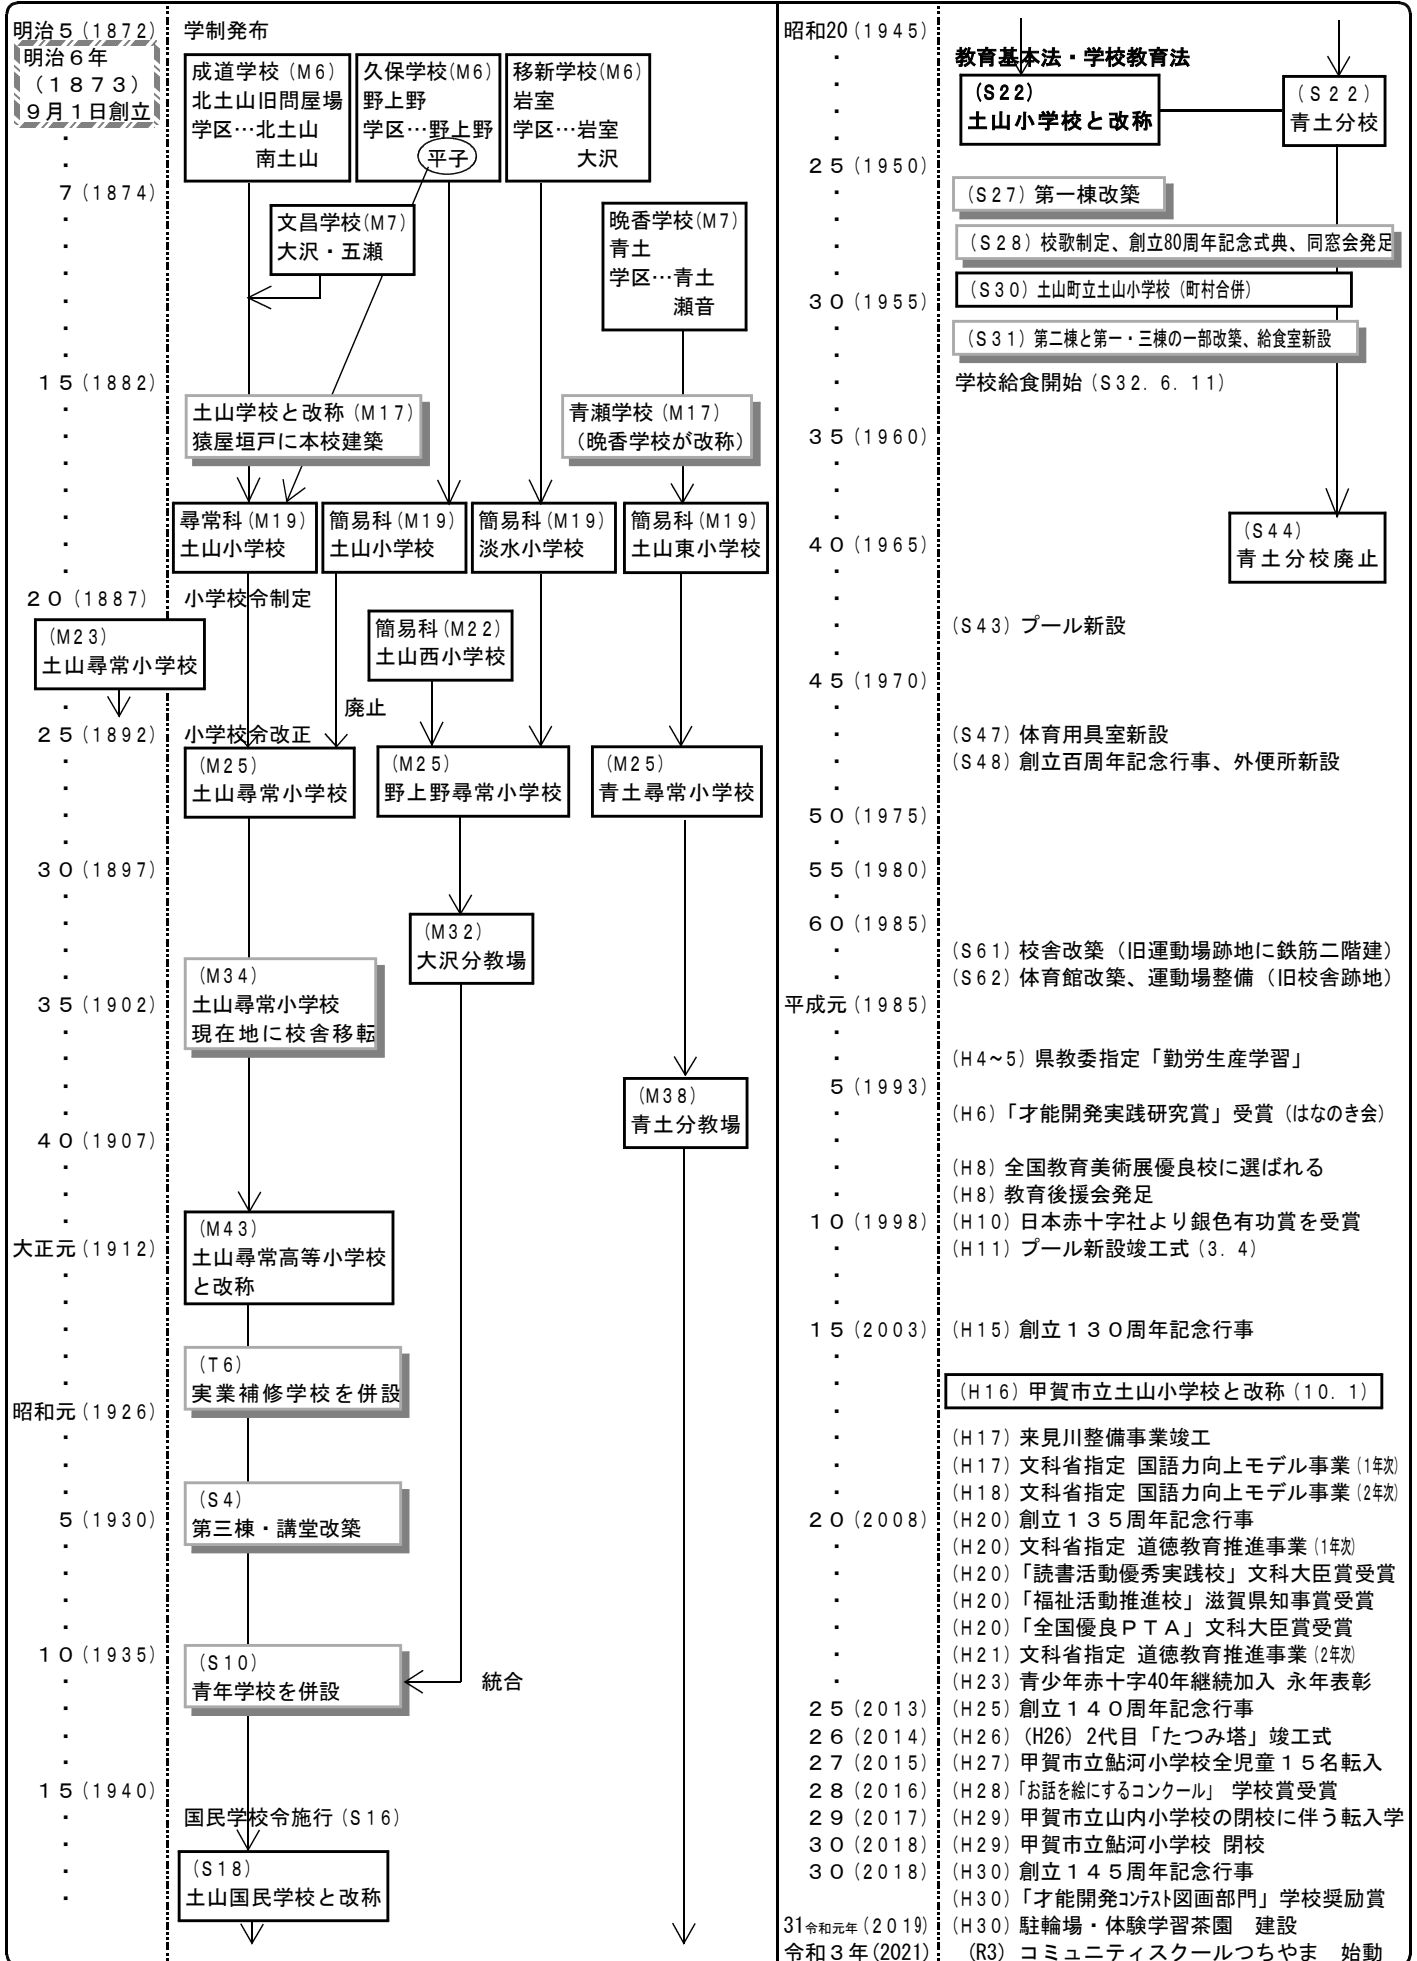 明治５(1872)
学制発布
明治６年
(１８７３)
９月１日創立
成道学校(M6)
北土山旧問屋場
学区…北土山
南土山
久保学校(M6)
野上野
学区…野上野
平子
移新学校(M6)
岩室
学区…岩室
大沢
７(1874)
文昌学校(M7)
大沢・五瀬
晩香学校(M7)
青土
学区…青土
瀬音
１５(1882)
土山学校と改称(M17)
猿屋垣戸に本校建築
青瀬学校(M17)
（晩香学校が改称）
尋常科(M19)
土山小学校
簡易科(M19)
土山小学校
簡易科(M19)
淡水小学校
簡易科(M19)
土山東小学校
２０(1887)
小学校令制定
(M23)
土山尋常小学校
簡易科(M22)
土山西小学校
廃止
２５(1892)
小学校令改正
(M25)
土山尋常小学校
(M25)
野上野尋常小学校
(M25)
青土尋常小学校
３０(1897)
(M32)
大沢分教場
(M34)
土山尋常小学校
現在地に校舎移転
３５(1902)
(M38)
青土分教場
４０(1907)
(M43)
土山尋常高等小学校
と改称
大正元(1912)
(T6)
実業補修学校を併設
昭和元(1926)
(S4)
第三棟・講堂改築
５(1930)
１０(1935)
(S10)
青年学校を併設
統合
１５(1940)
国民学校令施行(S16)
(S18)
土山国民学校と改称
昭和20(1945)
教育基本法・学校教育法
(S22)
土山小学校と改称
(S22)
青土分校
２５(1950)
(S27)第一棟改築
(S28)校歌制定、創立80周年記念式典、同窓会発足
(S30)土山町立土山小学校（町村合併）
３０(1955)
(S31)第二棟と第一・三棟の一部改築、給食室新設
学校給食開始(S32.6.11)
３５(1960)
４０(1965)
(S44)
青土分校廃止
(S43)プール新設
４５(1970)
(S47)体育用具室新設
(S48)創立百周年記念行事、外便所新設
５０(1975)
５５(1980)
６０(1985)
(S61)校舎改築（旧運動場跡地に鉄筋二階建）
(S62)体育館改築、運動場整備（旧校舎跡地）
平成元(1985)
(H4~5)県教委指定「勤労生産学習」
５(1993)
(H6)「才能開発実践研究賞」受賞（はなのき会）
(H8)全国教育美術展優良校に選ばれる
(H8)教育後援会発足
１０(1998)
(H10)日本赤十字社より銀色有功賞を受賞
(H11)プール新設竣工式(3.4)
１５(2003)
(H15)創立１３０周年記念行事
(H16)甲賀市立土山小学校と改称(10.1)
(H17)来見川整備事業竣工
(H17)文科省指定 国語力向上モデル事業(1年次)
(H18)文科省指定 国語力向上モデル事業(2年次)
２０(2008)
(H20)創立１３５周年記念行事
(H20)文科省指定 道徳教育推進事業(1年次)
(H20)「読書活動優秀実践校」文科大臣賞受賞
(H20)「福祉活動推進校」滋賀県知事賞受賞
(H20)「全国優良ＰＴＡ」文科大臣賞受賞
(H21)文科省指定 道徳教育推進事業(2年次)
(H23)青少年赤十字40年継続加入 永年表彰
２５(2013)
(H25)創立１４０周年記念行事
２６(2014)
(H26)(H26)2代目「たつみ塔」竣工式
２７(2015)
(H27)甲賀市立鮎河小学校全児童１５名転入
２８(2016)
(H28)「お話を絵にするコンクール」 学校賞受賞
２９(2017)
(H29)甲賀市立山内小学校の閉校に伴う転入学
３０(2018)
(H29)甲賀市立鮎河小学校 閉校
３０(2018)
(H30)創立１４５周年記念行事
(H30)「才能開発コンテスト図画部門」学校奨励賞
31令和元年(2019)
(H30)駐輪場・体験学習茶園 建設
令和３年(2021)
(R3)コミュニティスクールつちやま 始動